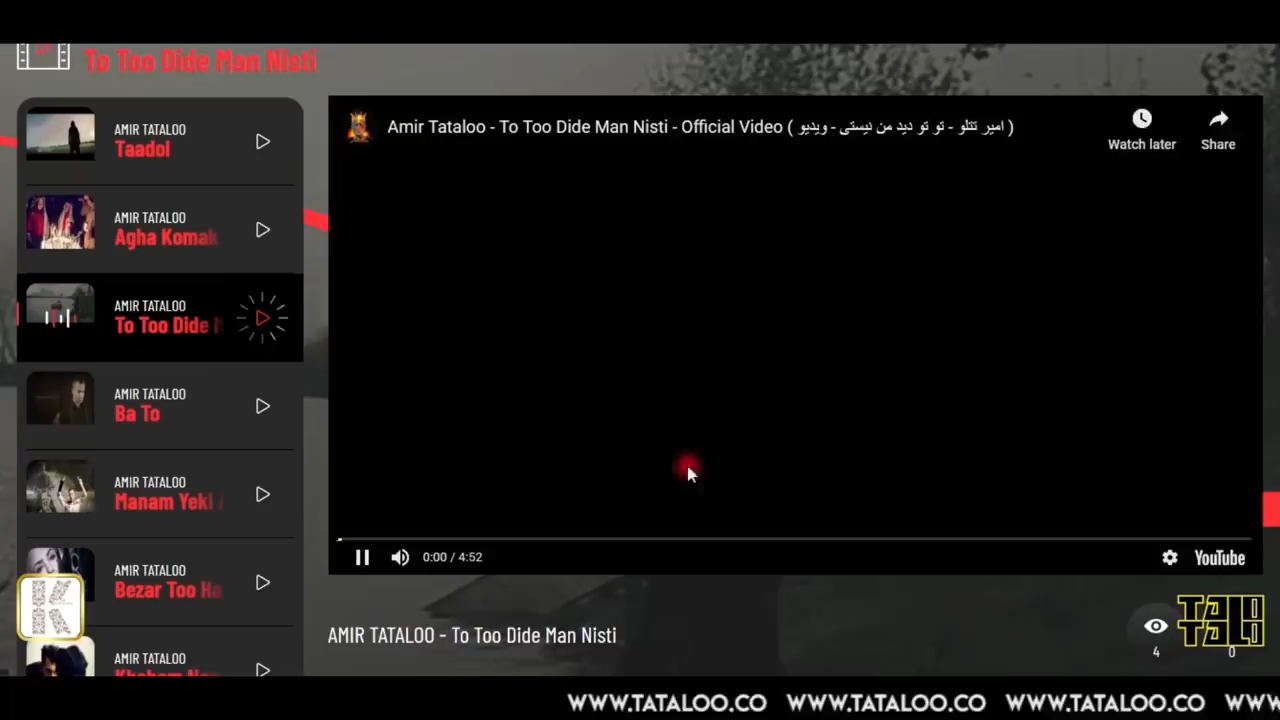 To Too Dide Man Nisti
AMIR TATALOO
Taadol
AMIR TATALOO
Agha Komak
AMIR TATALOO
To Too Dide
AMIR TATALOO
Ba To
AMIR TATALOO
Manam Yeki
AMIR TATALOO
Bezar Too Ha
AMIR TATALOO
Amir Tataloo - To Too Dide Man Nisti - Official Video ( امیر تتلو - تو تو دید من نیستی - ویدیو )
Watch later
Share
0:00 / 4:52
YouTube
AMIR TATALOO - To Too Dide Man Nisti
4
0
TATALOO
K
WWW.TATALOO.CO WWW.TATALOO.CO WWW.TATALOO.CO WW